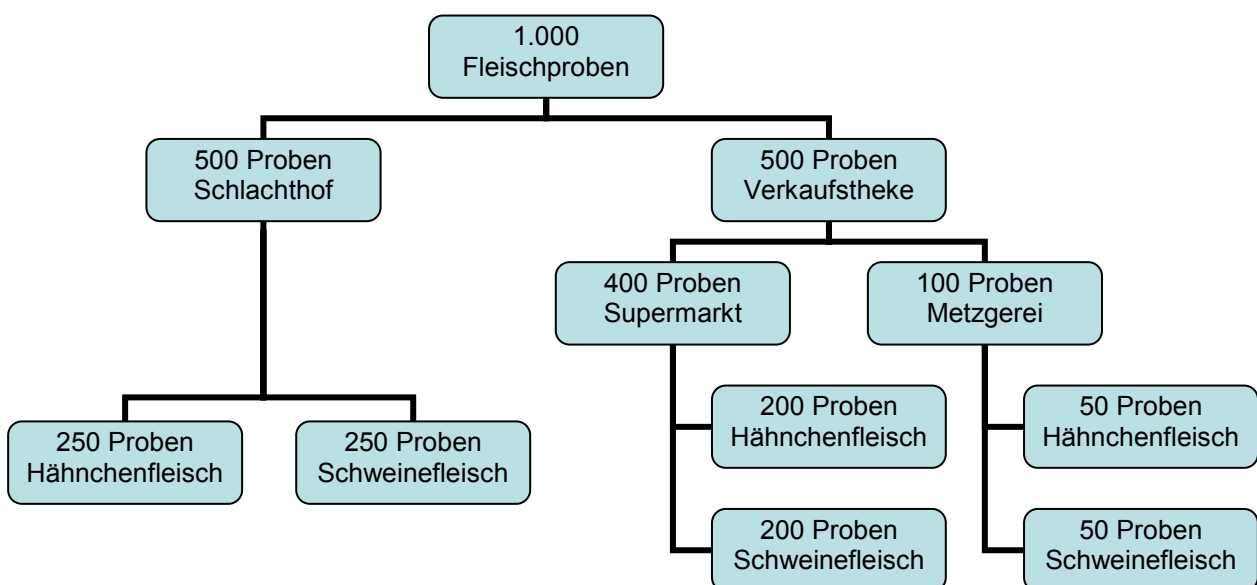 1.000
Fleischproben
500 Proben
Schlachthof
500 Proben
Verkaufstheke
400 Proben
Supermarkt
100 Proben
Metzgerei
250 Proben
Hähnchenfleisch
250 Proben
Schweinefleisch
200 Proben
Hähnchenfleisch
50 Proben
Hähnchenfleisch
200 Proben
Schweinefleisch
50 Proben
Schweinefleisch